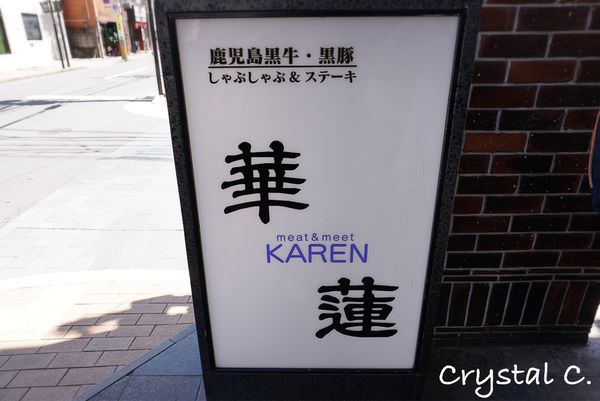 鹿児島黒牛・黒豚
しゃぶしゃぶ&ステーキ
華
meat&meet
KAREN
蓮
Crystal C.